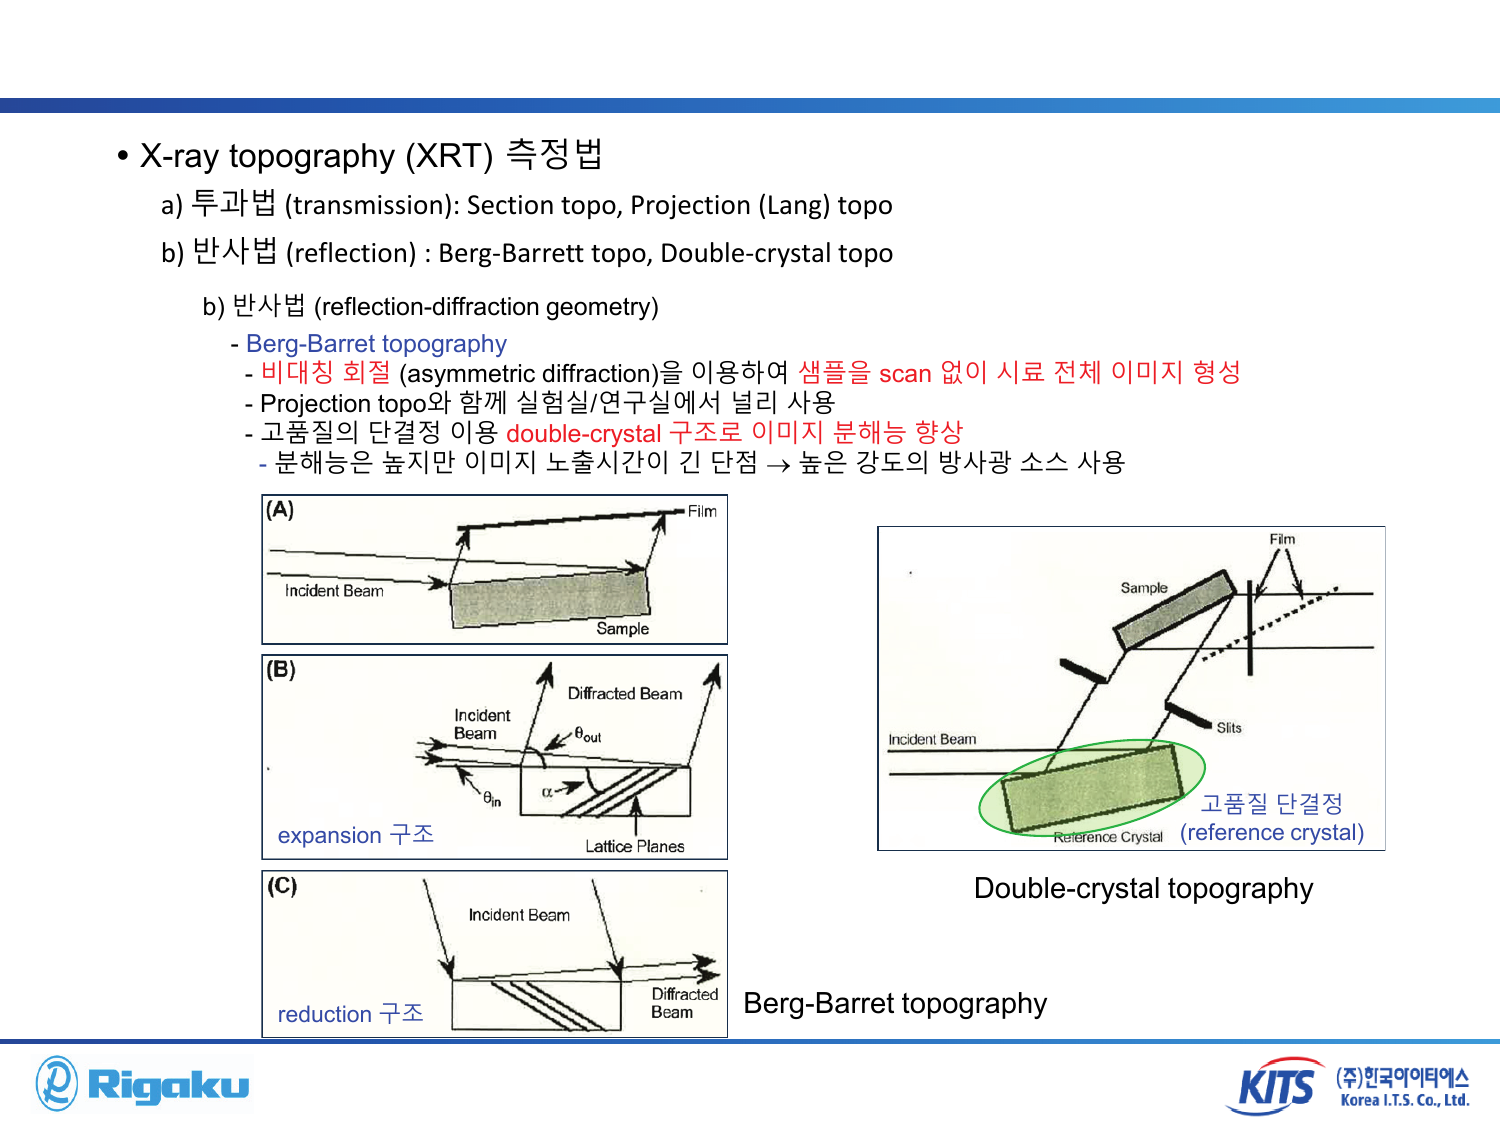 • X-ray topography (XRT) 측정법
a) 투과법 (transmission): Section topo, Projection (Lang) topo
b) 반사법 (reflection) : Berg-Barrett topo, Double-crystal topo
b) 반사법 (reflection-diffraction geometry)
- Berg-Barret topography
- 비대칭 회절 (asymmetric diffraction)을 이용하여 샘플을 scan 없이 시료 전체 이미지 형성
- Projection topo와 함께 실험실/연구실에서 널리 사용
- 고품질의 단결정 이용 double-crystal 구조로 이미지 분해능 향상
- 분해능은 높지만 이미지 노출시간이 긴 단점 → 높은 강도의 방사광 소스 사용
(A)
Film
Incident Beam
Sample
(B)
Diffracted Beam
Incident
Beam
θout
θin
α
expansion 구조
Lattice Planes
(C)
Incident Beam
Diffracted
Beam
reduction 구조
Berg-Barret topography
Film
Sample
Slits
Incident Beam
고품질 단결정
(reference crystal)
Reference Crystal
Double-crystal topography
Rigaku
KITS
(주)한국아이티에스
Korea I.T.S. Co., Ltd.